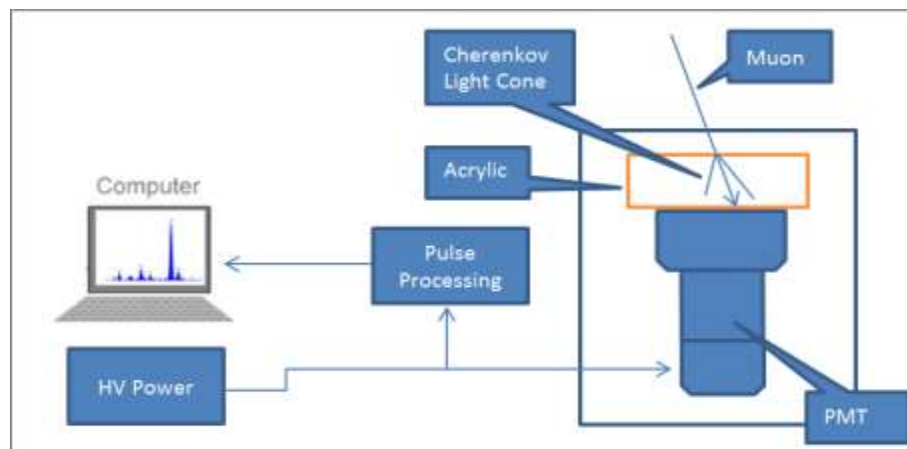 Cherenkov
Light Cone
Muon
Acrylic
Computer
Pulse
Processing
HV Power
PMT